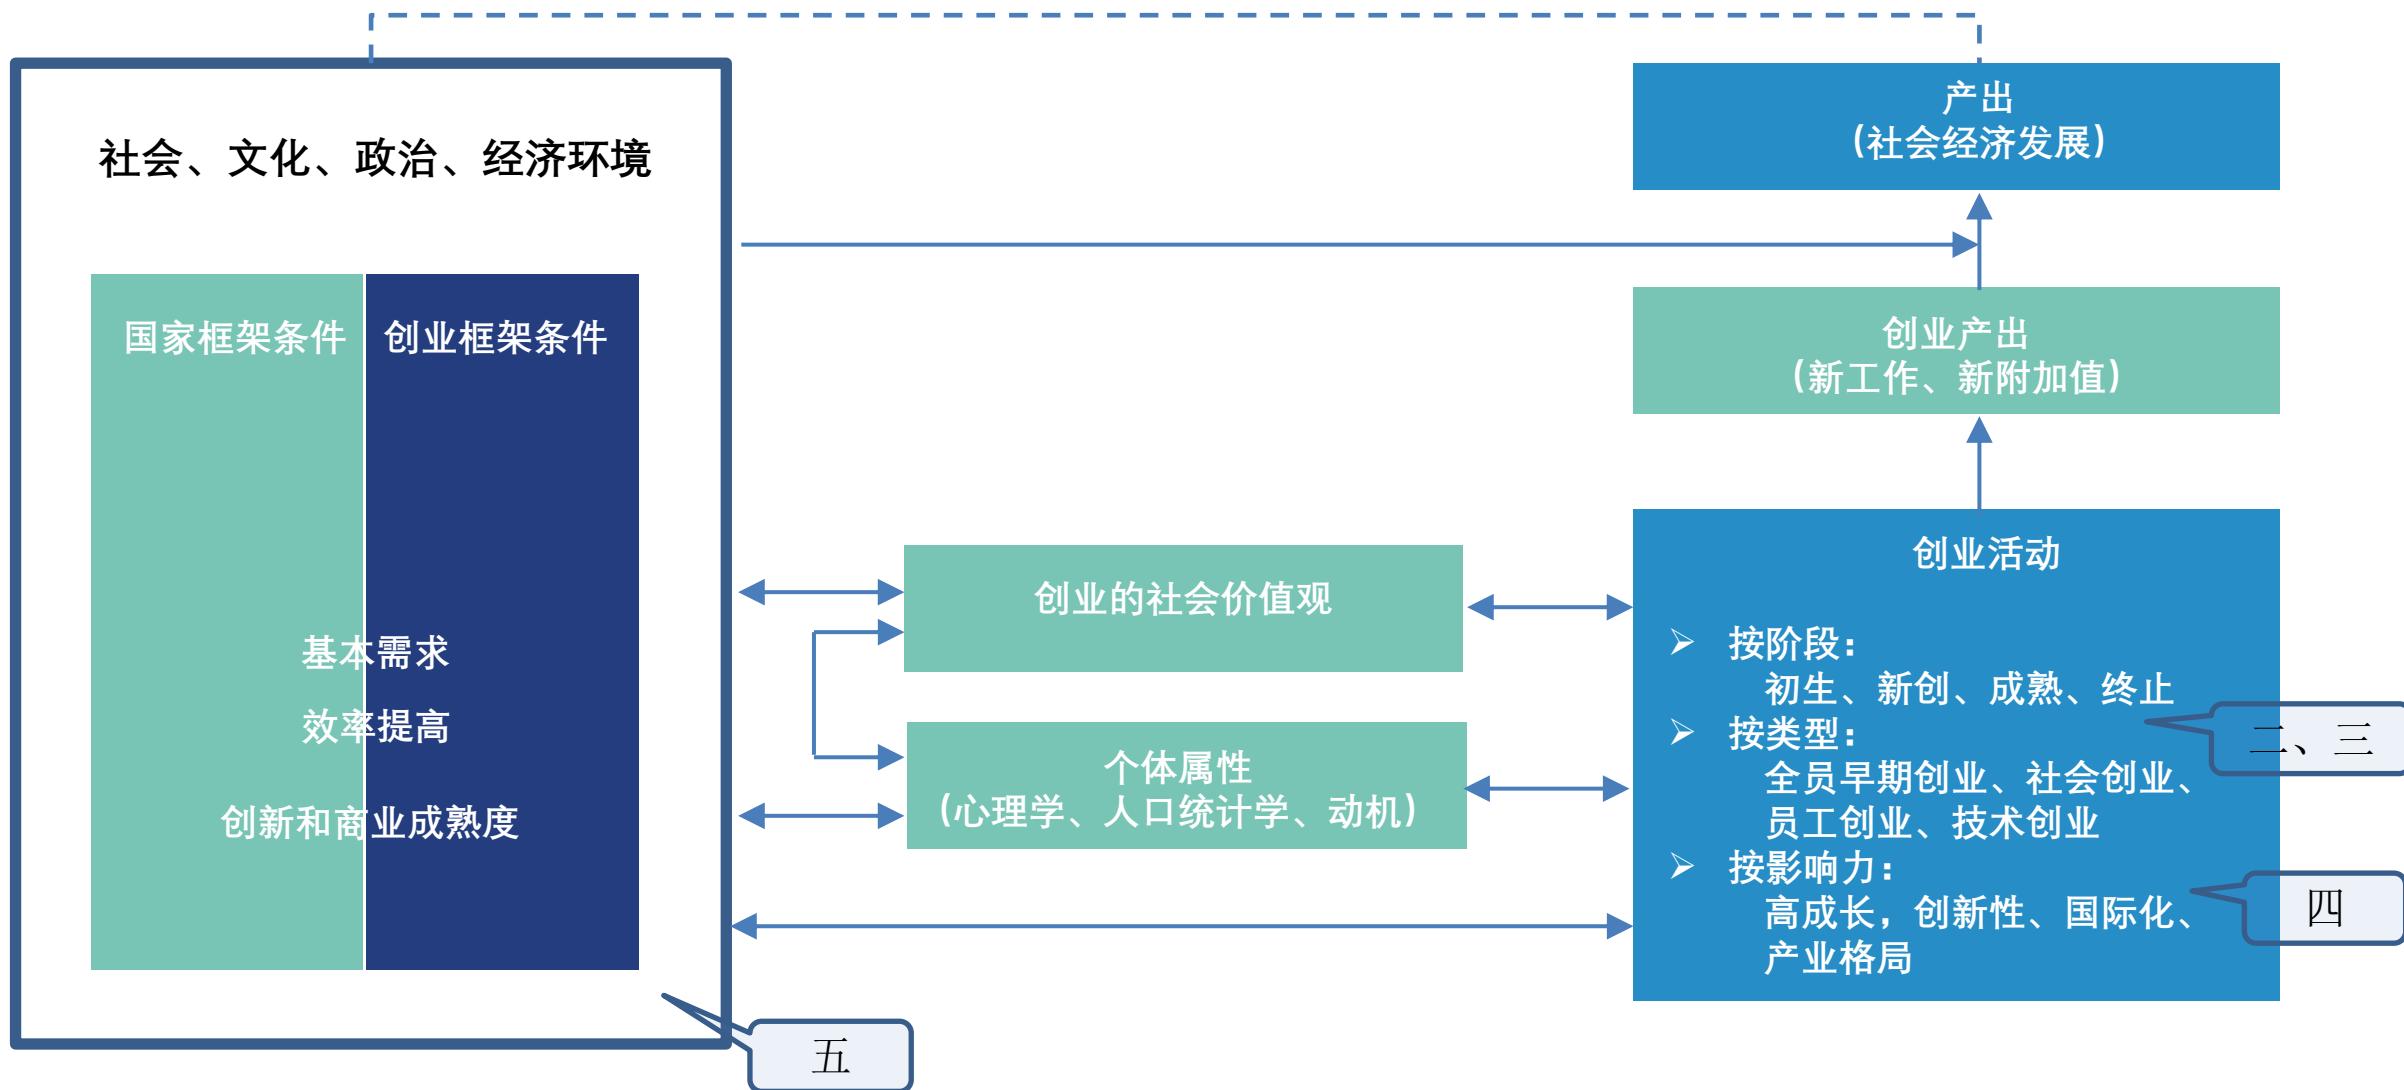 社会、文化、政治、经济环境
国家框架条件
创业框架条件
基本需求
效率提高
创新和商业成熟度
五
创业的社会价值观
个体属性
(心理学、人口统计学、动机)
产出
(社会经济发展)
创业产出
(新工作、新附加值)
创业活动
➢ 按阶段:
初生、新创、成熟、终止
➢ 按类型:
全员早期创业、社会创业、
员工创业、技术创业
➢ 按影响力:
高成长,创新性、国际化、
产业格局
二、三
四